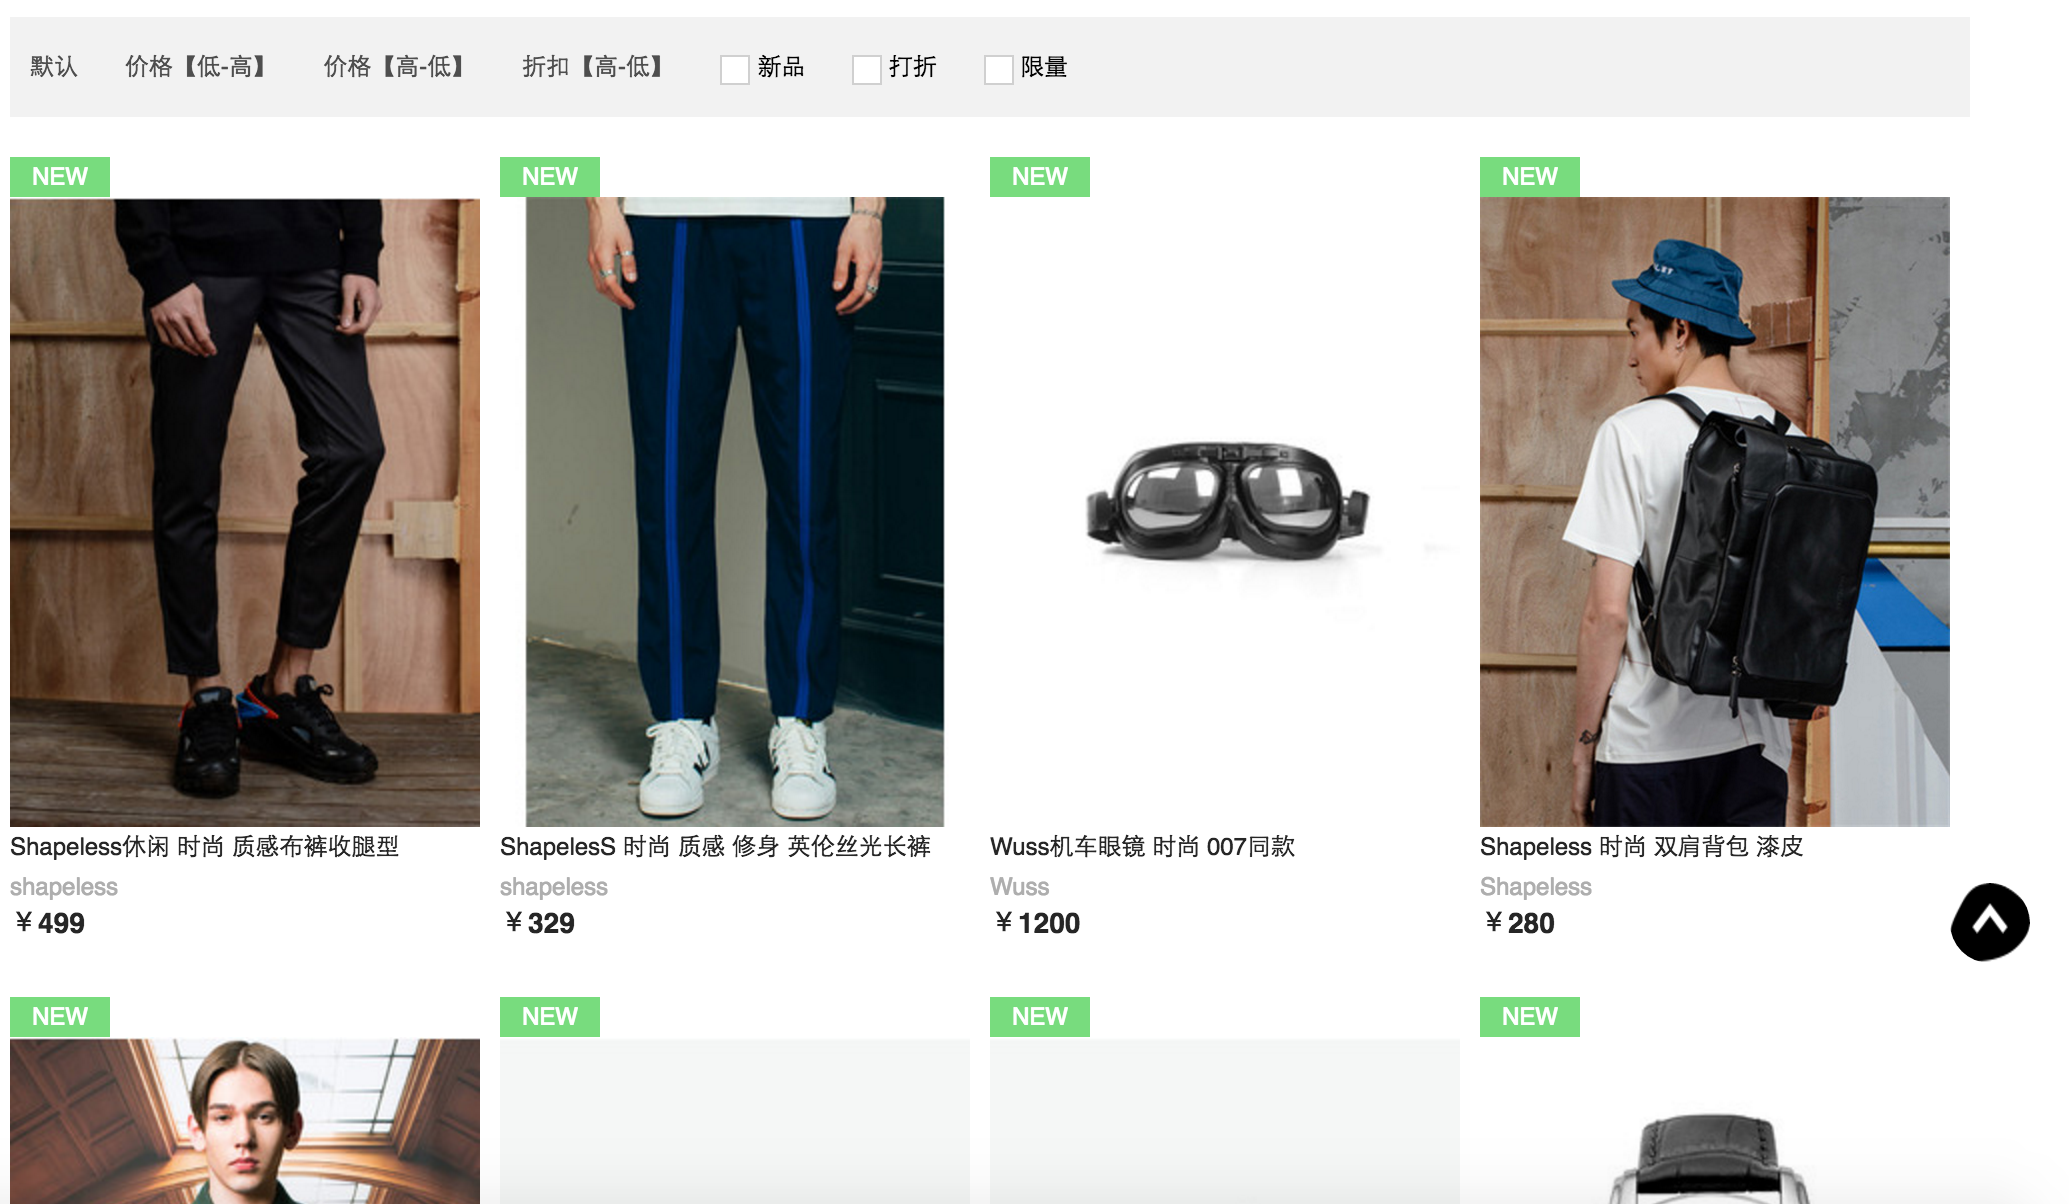 默认 价格【低-高】 价格【高-低】 折扣【高-低】 新品 打折 限量
NEW NEW NEW NEW
Shapeless休闲 时尚 质感布裤收腿型
shapeless
￥499
ShapelesS 时尚 质感 修身 英伦丝光长裤
shapeless
￥329
Wuss机车眼镜 时尚 007同款
Wuss
￥1200
Shapeless 时尚 双肩背包 漆皮
Shapeless
￥280
NEW NEW NEW NEW